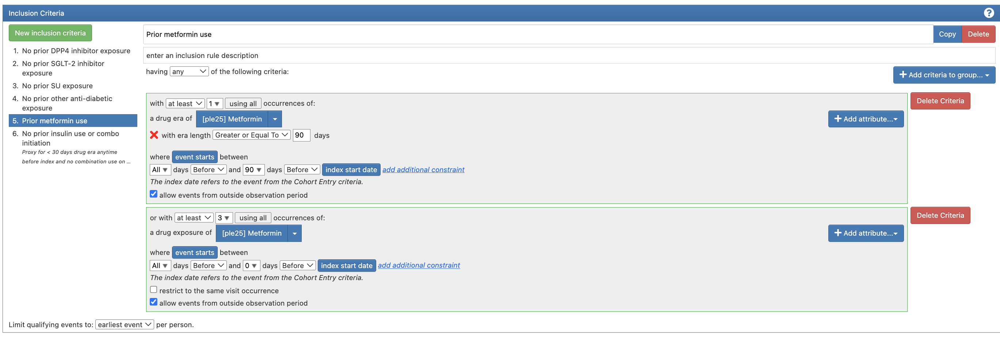 Inclusion Criteria
?
New inclusion criteria
1. No prior DPP4 inhibitor exposure
2. No prior SGLT-2 inhibitor
exposure
3. No prior SU exposure
4. No prior other anti-diabetic
exposure
5. Prior metformin use
6. No prior insulin use or combo
initiation
Proxy for < 30 days drug era anytime
before index and no combination use on ...
Prior metformin use
Copy
Delete
enter an inclusion rule description
having any of the following criteria:
Add criteria to group...
with at least 1 using all occurrences of:
Delete Criteria
a drug era of [ple25] Metformin
Add attribute...
with era length Greater or Equal To 90 days
where event starts between
All days Before and 90 days Before index start date add additional constraint
The index date refers to the event from the Cohort Entry criteria.
allow events from outside observation period
or with at least 3 using all occurrences of:
Delete Criteria
a drug exposure of [ple25] Metformin
Add attribute...
where event starts between
All days Before and 0 days Before index start date add additional constraint
The index date refers to the event from the Cohort Entry criteria.
restrict to the same visit occurrence
allow events from outside observation period
Limit qualifying events to: earliest event per person.